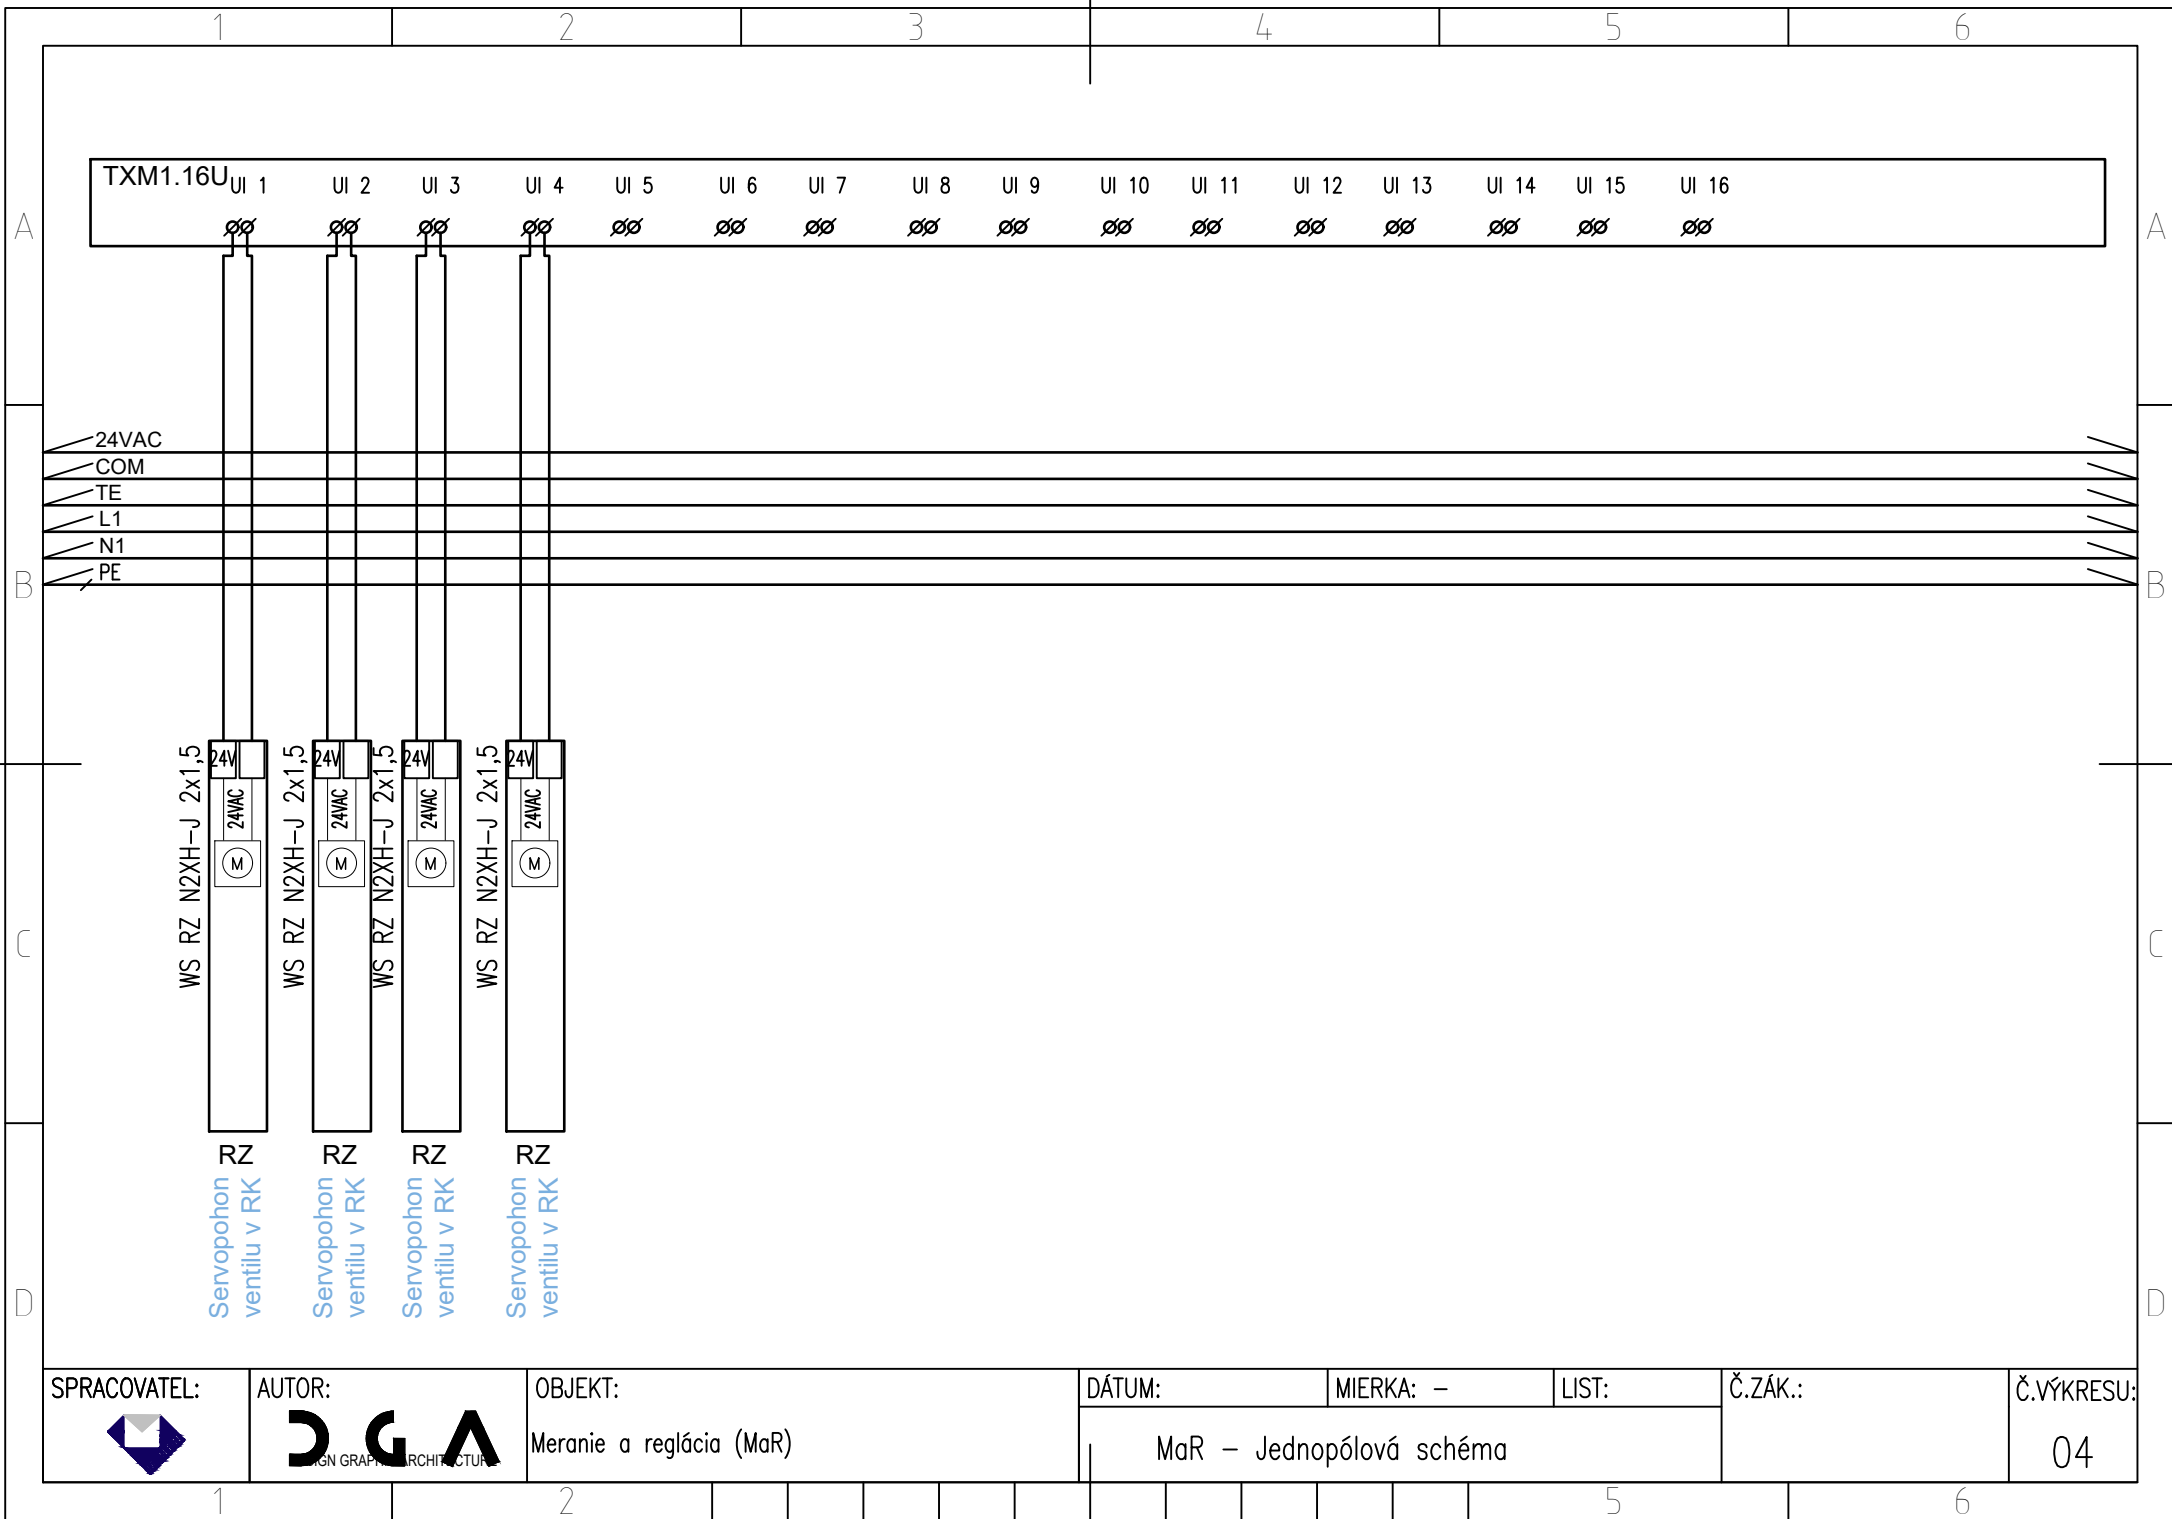 1 2 3 4 5 6
TXM1.16U UI 1 UI 2 UI 3 UI 4 UI 5 UI 6 UI 7 UI 8 UI 9 UI 10 UI 11 UI 12 UI 13 UI 14 UI 15 UI 16
A A
24VAC
COM
TE
L1
N1
PE
B B
WS RZ N2XH-J 2x1,5
24V
24VAC
M
WS RZ N2XH-J 2x1,5
24V
24VAC
M
WS RZ N2XH-J 2x1,5
24V
24VAC
M
WS RZ N2XH-J 2x1,5
24V
24VAC
M
C C
RZ RZ RZ RZ
Servopohon
ventilu v RK
Servopohon
ventilu v RK
Servopohon
ventilu v RK
Servopohon
ventilu v RK
D D
SPRACOVATEL: AUTOR: OBJEKT: DÁTUM: MIERKA: – LIST: Č.ZÁK.: Č.VÝKRESU:
DGA
Meranie a reglácia (MaR)
MaR – Jednopólová schéma
04
1 2 5 6